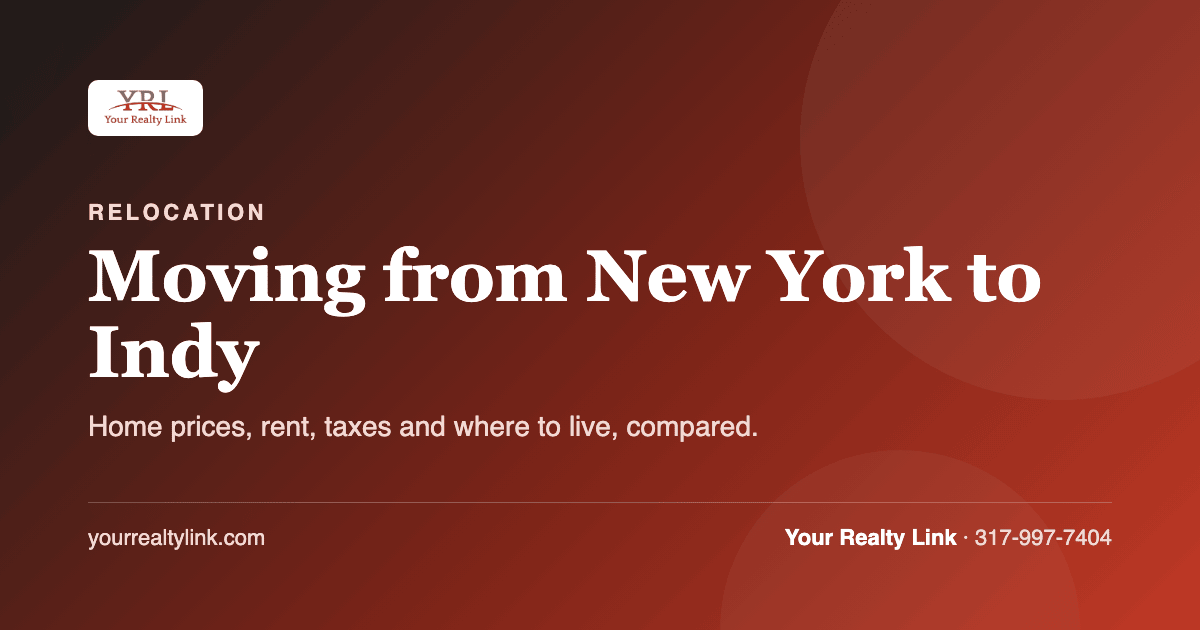 YRL
Your Realty Link
RELOCATION
Moving from New York to
Indy
Home prices, rent, taxes and where to live, compared.
yourrealtylink.com
Your Realty Link · 317-997-7404